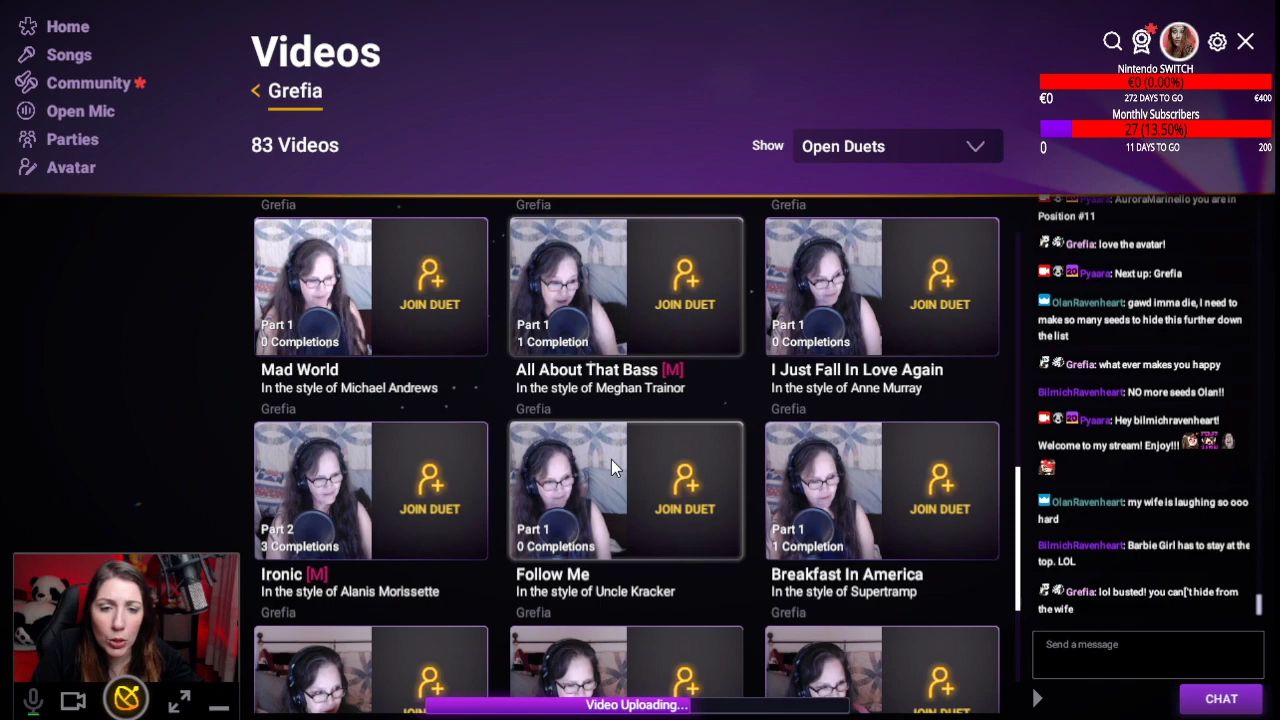 Home
Songs
Community *
Open Mic
Parties
Avatar
Videos
< Grefia
83 Videos
Show Open Duets
Nintendo SWITCH
€0 (0.00%)
€0 272 DAYS TO GO €400
Monthly Subscribers
27 (13.50%)
0 11 DAYS TO GO 200
Grefia Grefia Grefia
JOIN DUET JOIN DUET JOIN DUET
Part 1 Part 1 Part 1
0 Completions 1 Completion 0 Completions
Mad World All About That Bass [M] I Just Fall In Love Again
In the style of Michael Andrews In the style of Meghan Trainor In the style of Anne Murray
Grefia Grefia Grefia
JOIN DUET JOIN DUET JOIN DUET
Part 2 Part 1 Part 1
3 Completions 0 Completions 1 Completion
Ironic [M] Follow Me Breakfast In America
In the style of Alanis Morissette In the style of Uncle Kracker In the style of Supertramp
Grefia Grefia Grefia
Video Uploading...
20 Pyaara: AuroraMarinello you are in
Position #11
Grefia: love the avatar!
20 Pyaara: Next up: Grefia
OlanRavenheart: gawd imma die, I need to
make so many seeds to hide this further down
the list
Grefia: what ever makes you happy
BilmichRavenheart: NO more seeds Olan!!
20 Pyaara: Hey bilmichravenheart!
Welcome to my stream! Enjoy!!!
OlanRavenheart: my wife is laughing so ooo
hard
BilmichRavenheart: Barbie Girl has to stay at the
top. LOL
Grefia: lol busted! you can['t hide from
the wife
Send a message
CHAT